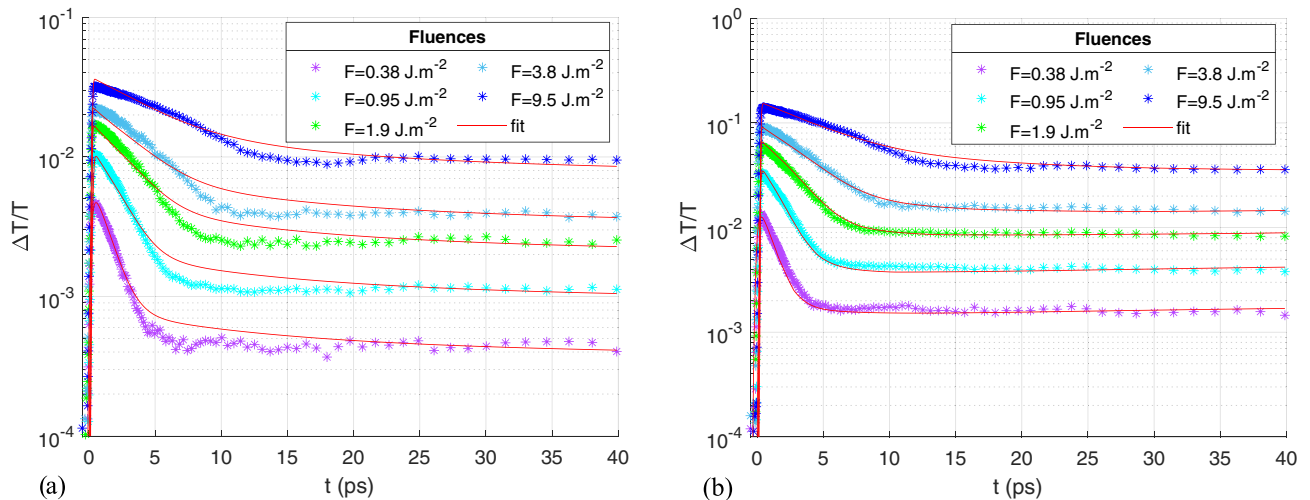 10^-1
10^-2
10^-3
10^-4
ΔT/T
0 5 10 15 20 25 30 35 40
t (ps)
Fluences
F=0.38 J.m^-2 F=3.8 J.m^-2
F=0.95 J.m^-2 F=9.5 J.m^-2
F=1.9 J.m^-2 fit
(a)
10^0
10^-1
10^-2
10^-3
10^-4
ΔT/T
0 5 10 15 20 25 30 35 40
t (ps)
Fluences
F=0.38 J.m^-2 F=3.8 J.m^-2
F=0.95 J.m^-2 F=9.5 J.m^-2
F=1.9 J.m^-2 fit
(b)